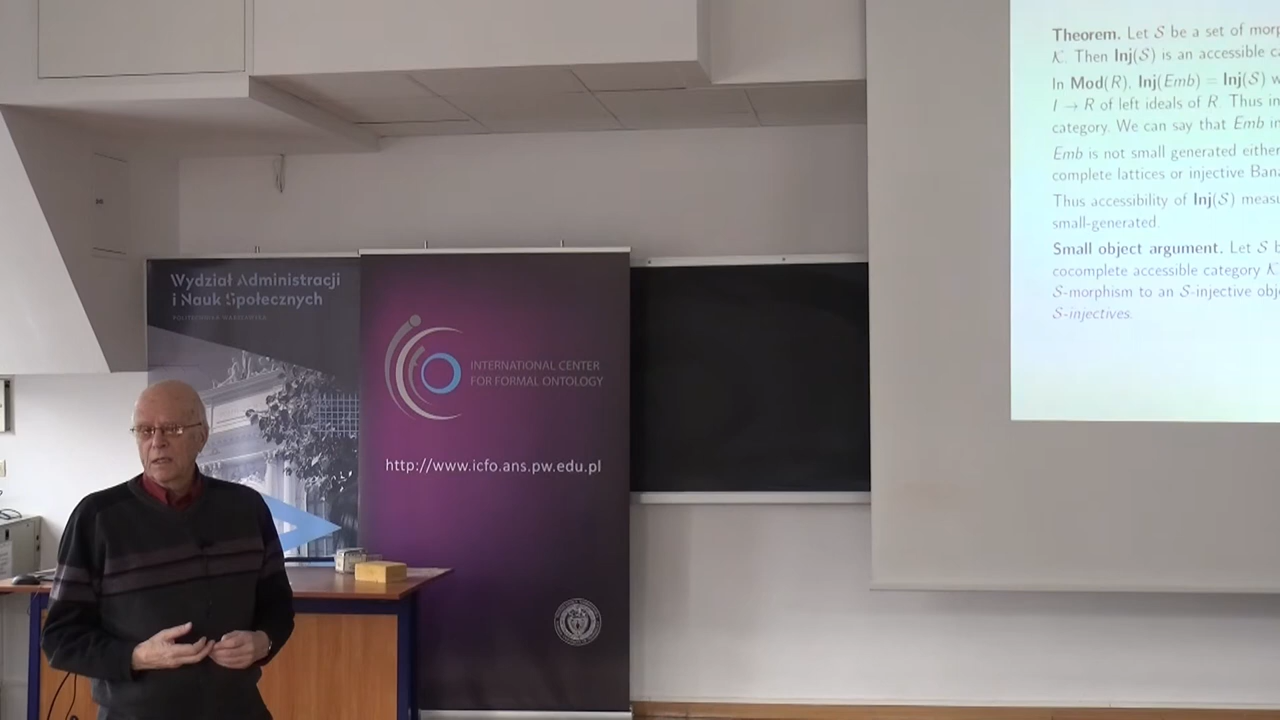 Wydział Administracji
i Nauk Społecznych
POLITECHNIKA WARSZAWSKA
INTERNATIONAL CENTER
FOR FORMAL ONTOLOGY
http://www.icfo.ans.pw.edu.pl
Theorem. Let S be a set of morp
K. Then Inj(S) is an accessible ca
In Mod(R), Inj(Emb) = Inj(S) w
I → R of left ideals of R. Thus in
category. We can say that Emb in
Emb is not small generated either
complete lattices or injective Bana
Thus accessibility of Inj(S) measu
small-generated.
Small object argument. Let S b
cocomplete accessible category K
S-morphism to an S-injective obje
S-injectives.